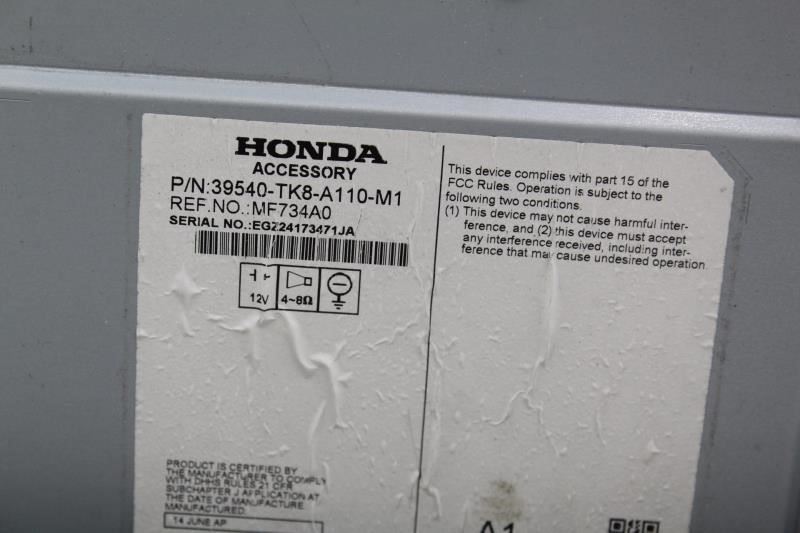 HONDA
ACCESSORY
P/N:39540-TK8-A110-M1
REF.NO.:MF734A0
SERIAL NO.:EGZ24173471JA
12V 4~8Ω
This device complies with part 15 of the
FCC Rules. Operation is subject to the
following two conditions.
(1) This device may not cause harmful inter-
ference, and (2) this device must accept
any interference received, including inter-
ference that may cause undesired operation.
PRODUCT IS CERTIFIED BY
THE MANUFACTURER TO COMPLY
WITH DHHS RULES 21 CFR
SUBCHAPTER J APPLICATION AT
THE DATE OF MANUFACTURE.
MANUFACTURED:
14 JUNE AP
A1